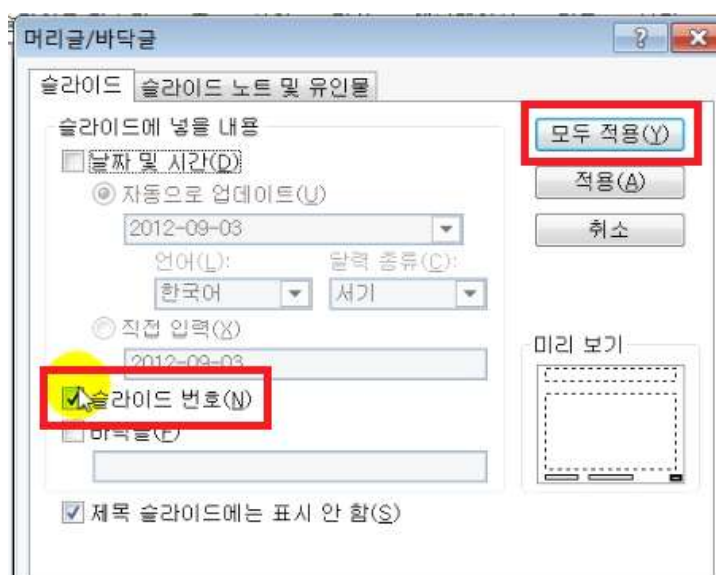 머리글/바닥글
슬라이드 슬라이드 노트 및 유인물
슬라이드에 넣을 내용
날짜 및 시간(D)
자동으로 업데이트(U)
2012-09-03
언어(L): 달력 종류(C):
한국어 서기
직접 입력(X)
2012-09-03
슬라이드 번호(N)
바닥글(F)
제목 슬라이드에는 표시 안 함(S)
모두 적용(Y)
적용(A)
취소
미리 보기